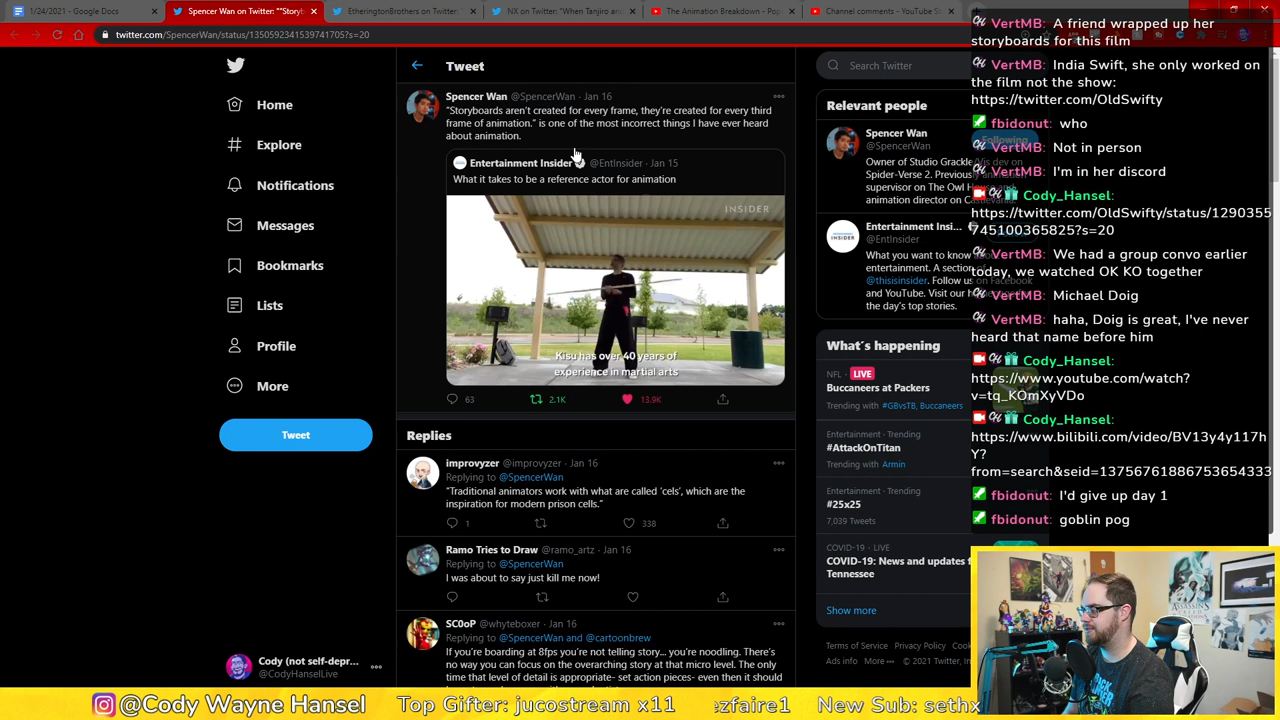 1/24/2021 - Google Docs
Spencer Wan on Twitter: "“Storyb
EtheringtonBrothers on Twitter:
NX on Twitter: "When Tanjiro and
The Animation Breakdown - Pop
Channel comments - YouTube S
twitter.com/SpencerWan/status/1350592341539741705?s=20
Home
Explore
Notifications
Messages
Bookmarks
Lists
Profile
More
Tweet
Cody (not self-depr...
@CodyHanselLive
Tweet
Spencer Wan @SpencerWan · Jan 16
“Storyboards aren’t created for every frame, they’re created for every third
frame of animation.” is one of the most incorrect things I have ever heard
about animation.
Entertainment Insider @EntInsider · Jan 15
What it takes to be a reference actor for animation
INSIDER
Kisu has over 40 years of
experience in martial arts
63 2.1K 13.9K
Replies
improvyzer @improvyzer · Jan 16
Replying to @SpencerWan
“Traditional animators work with what are called ‘cels’, which are the
inspiration for modern prison cells.”
1 338
Ramo Tries to Draw @ramo_artz · Jan 16
Replying to @SpencerWan
I was about to say just kill me now!
SC0oP @whyteboxer · Jan 16
Replying to @SpencerWan and @cartoonbrew
If you’re boarding at 8fps you’re not telling story... you’re noodling. There’s
no way you can focus on the overarching story at that micro level. The only
time that level of detail is appropriate- set action pieces- even then it should
Search Twitter
Relevant people
Spencer Wan
@SpencerWan
Following
Owner of Studio Grackle/Vis dev on
Spider-Verse 2. Previously
supervisor on The Owl House
animation director on Castlevania.
Entertainment Insi...
@EntInsider
INSIDER
What you want to know
entertainment. A section of
@thisisinsider. Follow us on Facebook
and YouTube. Visit our
the day’s top stories.
What’s happening
NFL · LIVE
Buccaneers at Packers
Trending with #GBvsTB, Buccaneers
Entertainment · Trending
#AttackOnTitan
Trending with Armin
Entertainment · Trending
#25x25
7,039 Tweets
COVID-19 · LIVE
COVID-19: News and updates
Tennessee
Show more
Terms of Service Privacy Policy
Ads info More © 2021 Twitter,
VertMB: A friend wrapped up her
storyboards for this film
VertMB: India Swift, she only worked on
the film not the show:
https://twitter.com/OldSwifty
fbidonut: who
VertMB: Not in person
VertMB: I'm in her discord
Cody_Hansel:
https://twitter.com/OldSwifty/status/1290355
745100365825?s=20
VertMB: We had a group convo earlier
today, we watched OK KO together
VertMB: Michael Doig
VertMB: haha, Doig is great, I've never
heard that name before him
Cody_Hansel:
https://www.youtube.com/watch?
v=tq_KOmXyVDo
Cody_Hansel:
https://www.bilibili.com/video/BV13y4y117h
Y?
from=search&seid=13756761886753654333
fbidonut: I'd give up day 1
fbidonut: goblin pog
ASSASSIN'S
@Cody Wayne Hansel
Top Gifter: jucostream x11
ezfaire1 New Sub: sethx